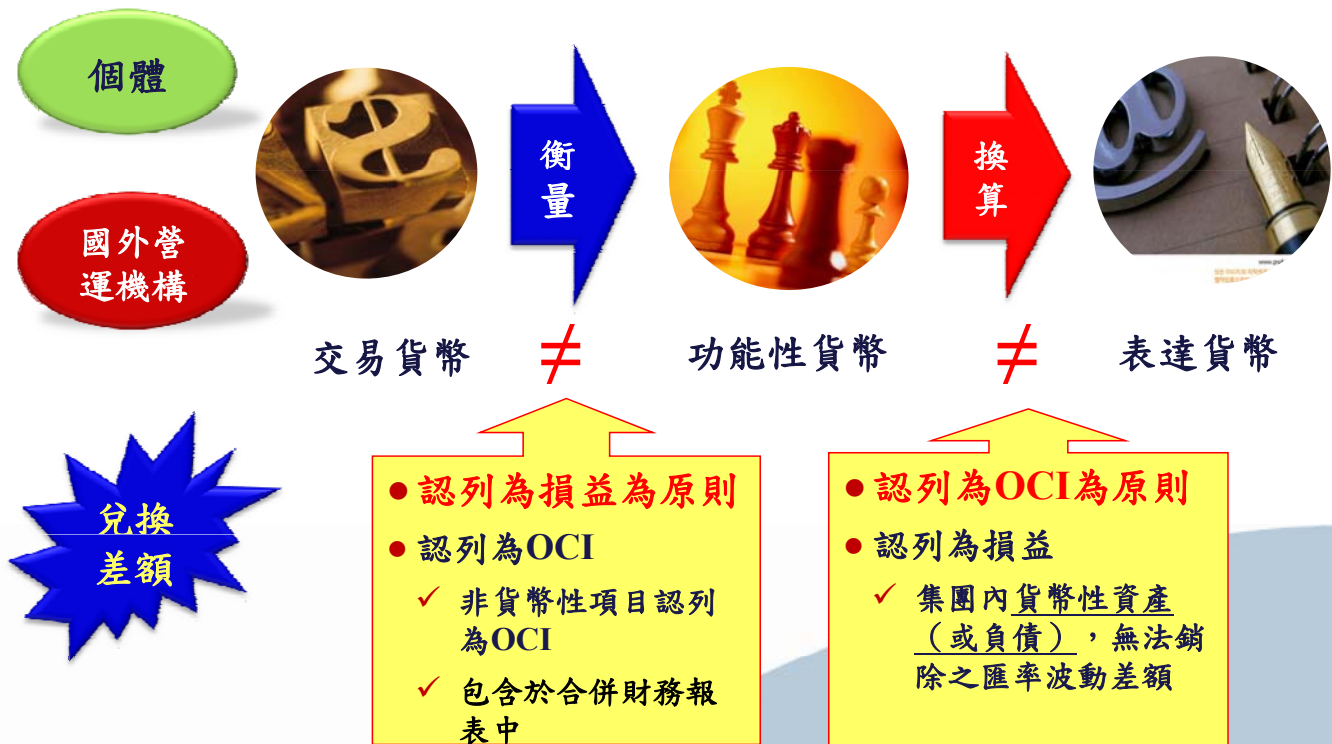 個體
國外營
運機構
衡
量
換
算
交易貨幣
≠
功能性貨幣
≠
表達貨幣
兌換
差額
•認列為損益為原則
•認列為OCI
✓ 非貨幣性項目認列
為OCI
✓ 包含於合併財務報
表中
•認列為OCI為原則
•認列為損益
✓ 集團內貨幣性資產
（或負債），無法銷
除之匯率波動差額